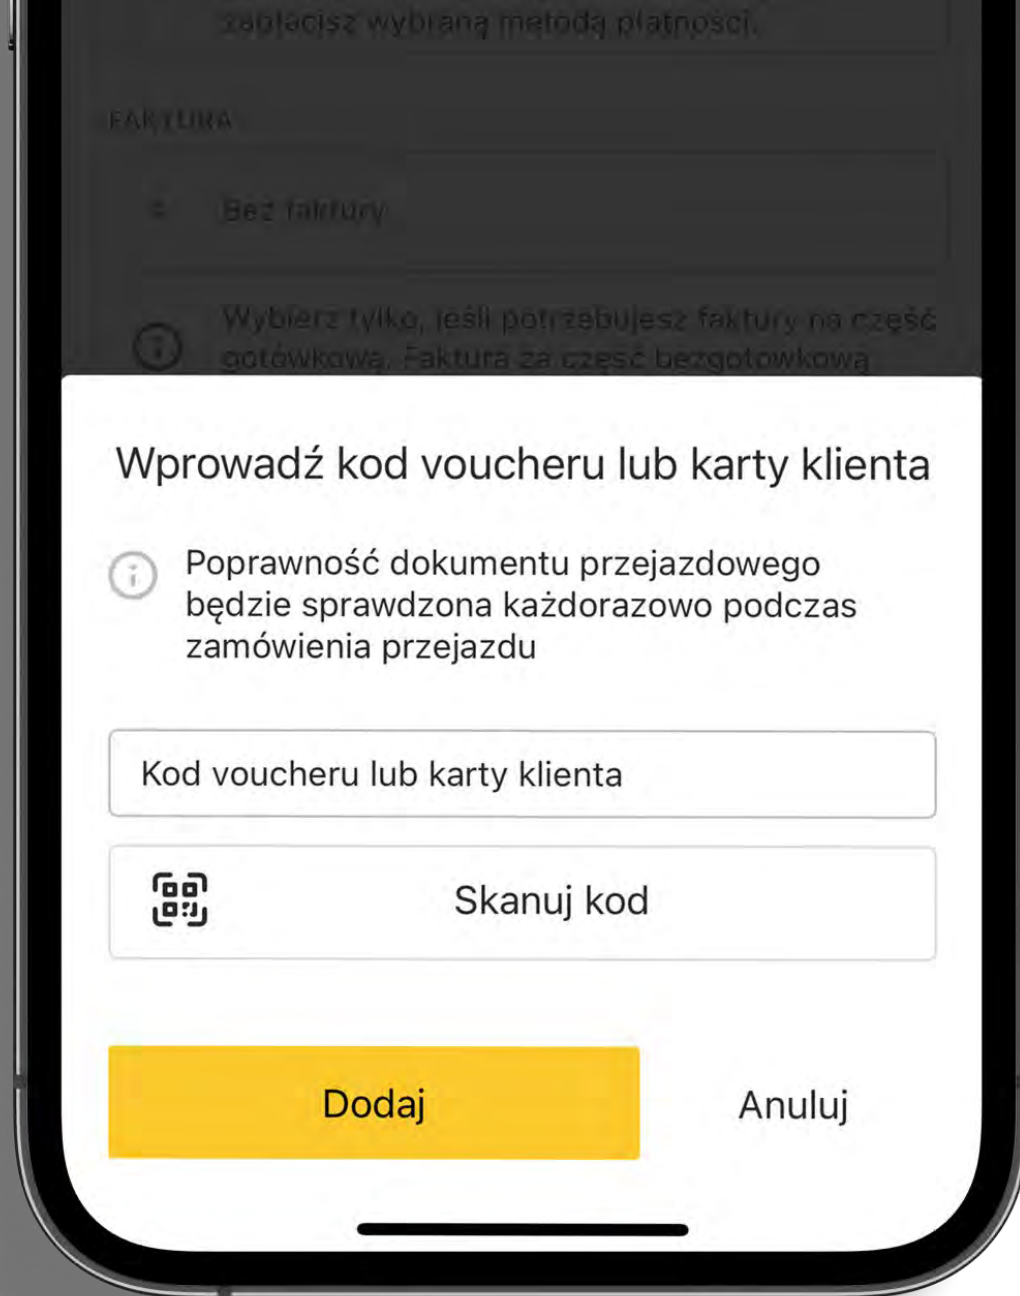 zapłacisz wybraną metodą płatności.
FAKTURA
Bez faktury
Wybierz tylko, jeśli potrzebujesz faktury na część
gotówkową. Faktura za część bezgotówkową
Wprowadź kod voucheru lub karty klienta
Poprawność dokumentu przejazdowego
będzie sprawdzona każdorazowo podczas
zamówienia przejazdu
Kod voucheru lub karty klienta
Skanuj kod
Dodaj
Anuluj